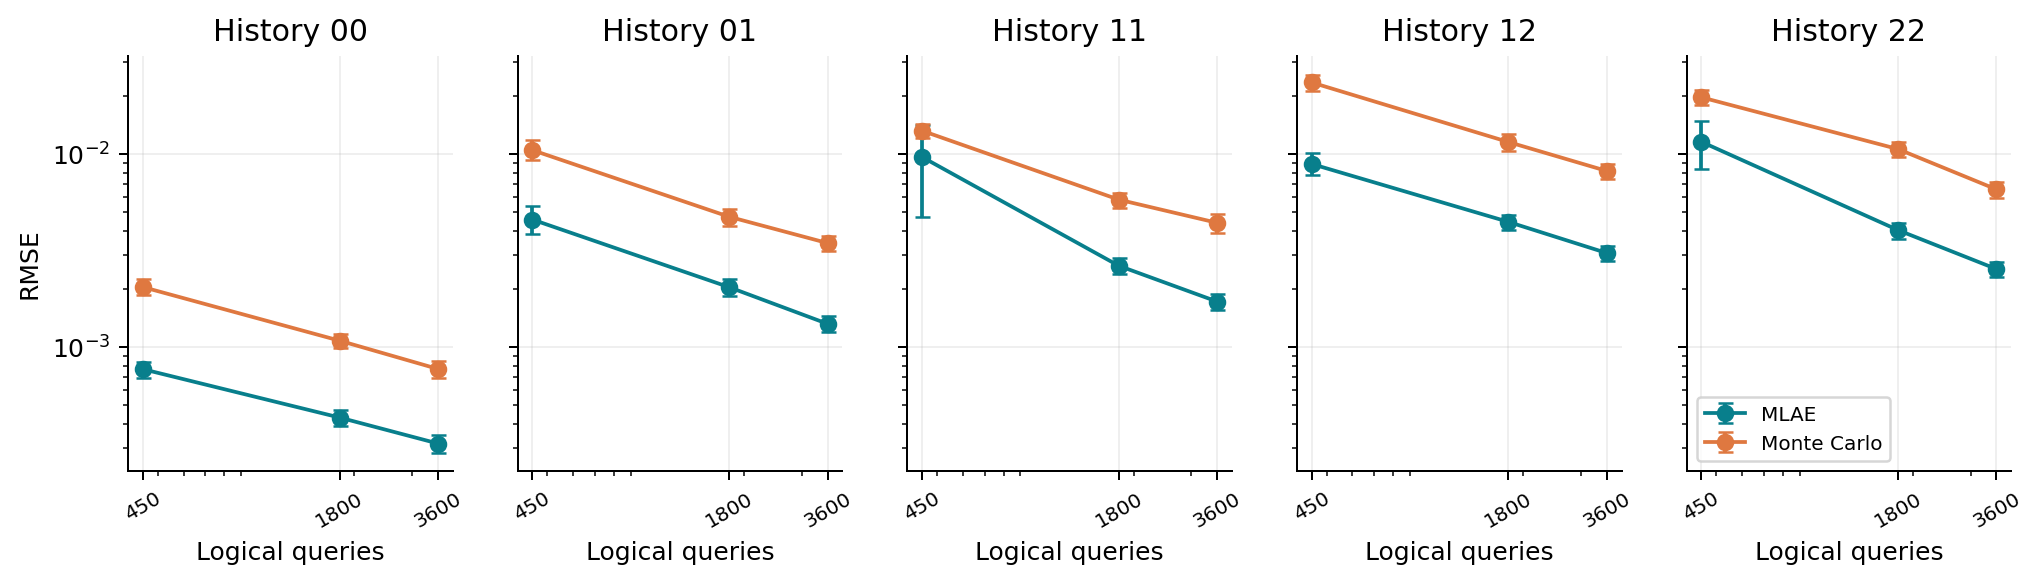 History 00
History 01
History 11
History 12
History 22
RMSE
10⁻²
10⁻³
450
1800
3600
450
1800
3600
450
1800
3600
450
1800
3600
450
1800
3600
MLAE
Monte Carlo
Logical queries
Logical queries
Logical queries
Logical queries
Logical queries